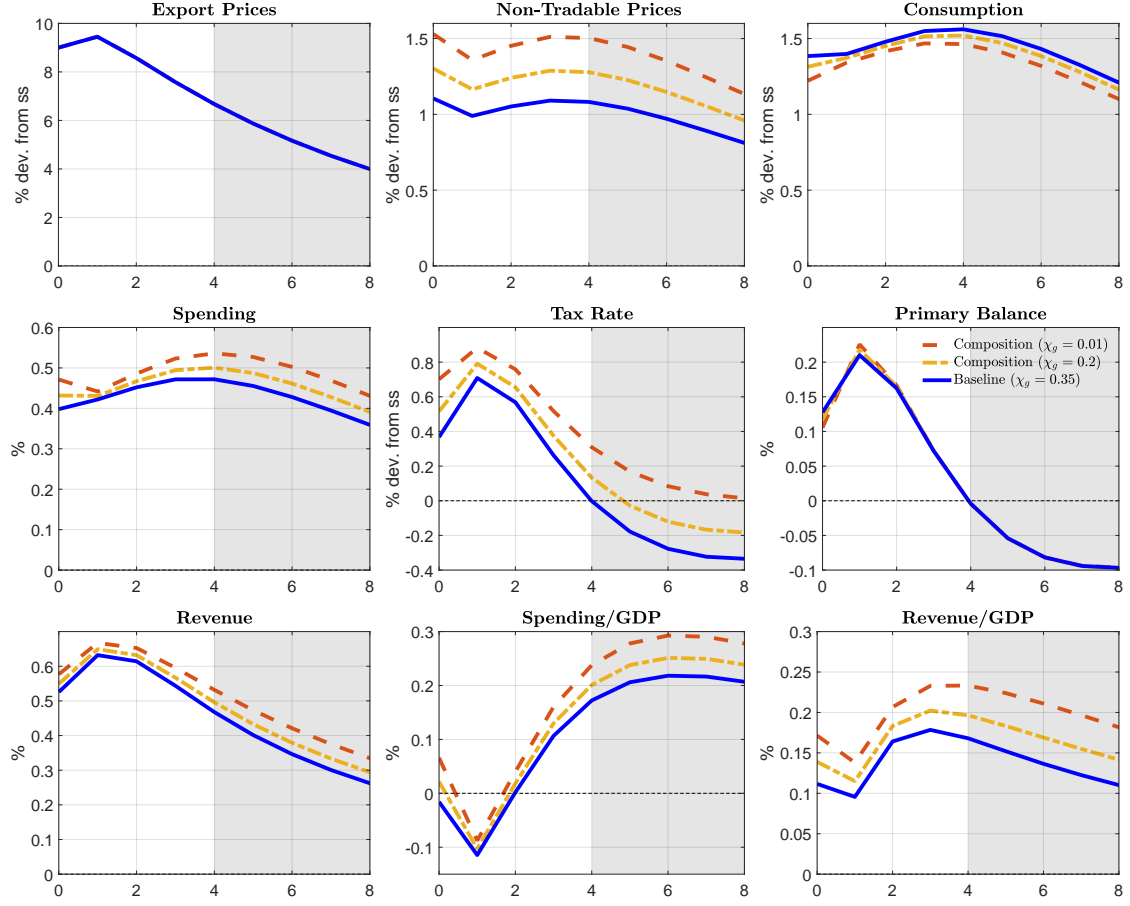 Export Prices
% dev. from ss
10
8
6
4
2
0
0 2 4 6 8
Non-Tradable Prices
% dev. from ss
1.5
1
0.5
0
0 2 4 6 8
Consumption
% dev. from ss
1.5
1
0.5
0
0 2 4 6 8
Spending
%
0.6
0.5
0.4
0.3
0.2
0.1
0
0 2 4 6 8
Tax Rate
% dev. from ss
0.8
0.6
0.4
0.2
0
-0.2
-0.4
0 2 4 6 8
Primary Balance
%
0.2
0.15
0.1
0.05
0
-0.05
-0.1
0 2 4 6 8
Composition (χg = 0.01)
Composition (χg = 0.2)
Baseline (χg = 0.35)
Revenue
%
0.6
0.5
0.4
0.3
0.2
0.1
0
0 2 4 6 8
Spending/GDP
%
0.3
0.2
0.1
0
-0.1
0 2 4 6 8
Revenue/GDP
%
0.3
0.25
0.2
0.15
0.1
0.05
0
0 2 4 6 8